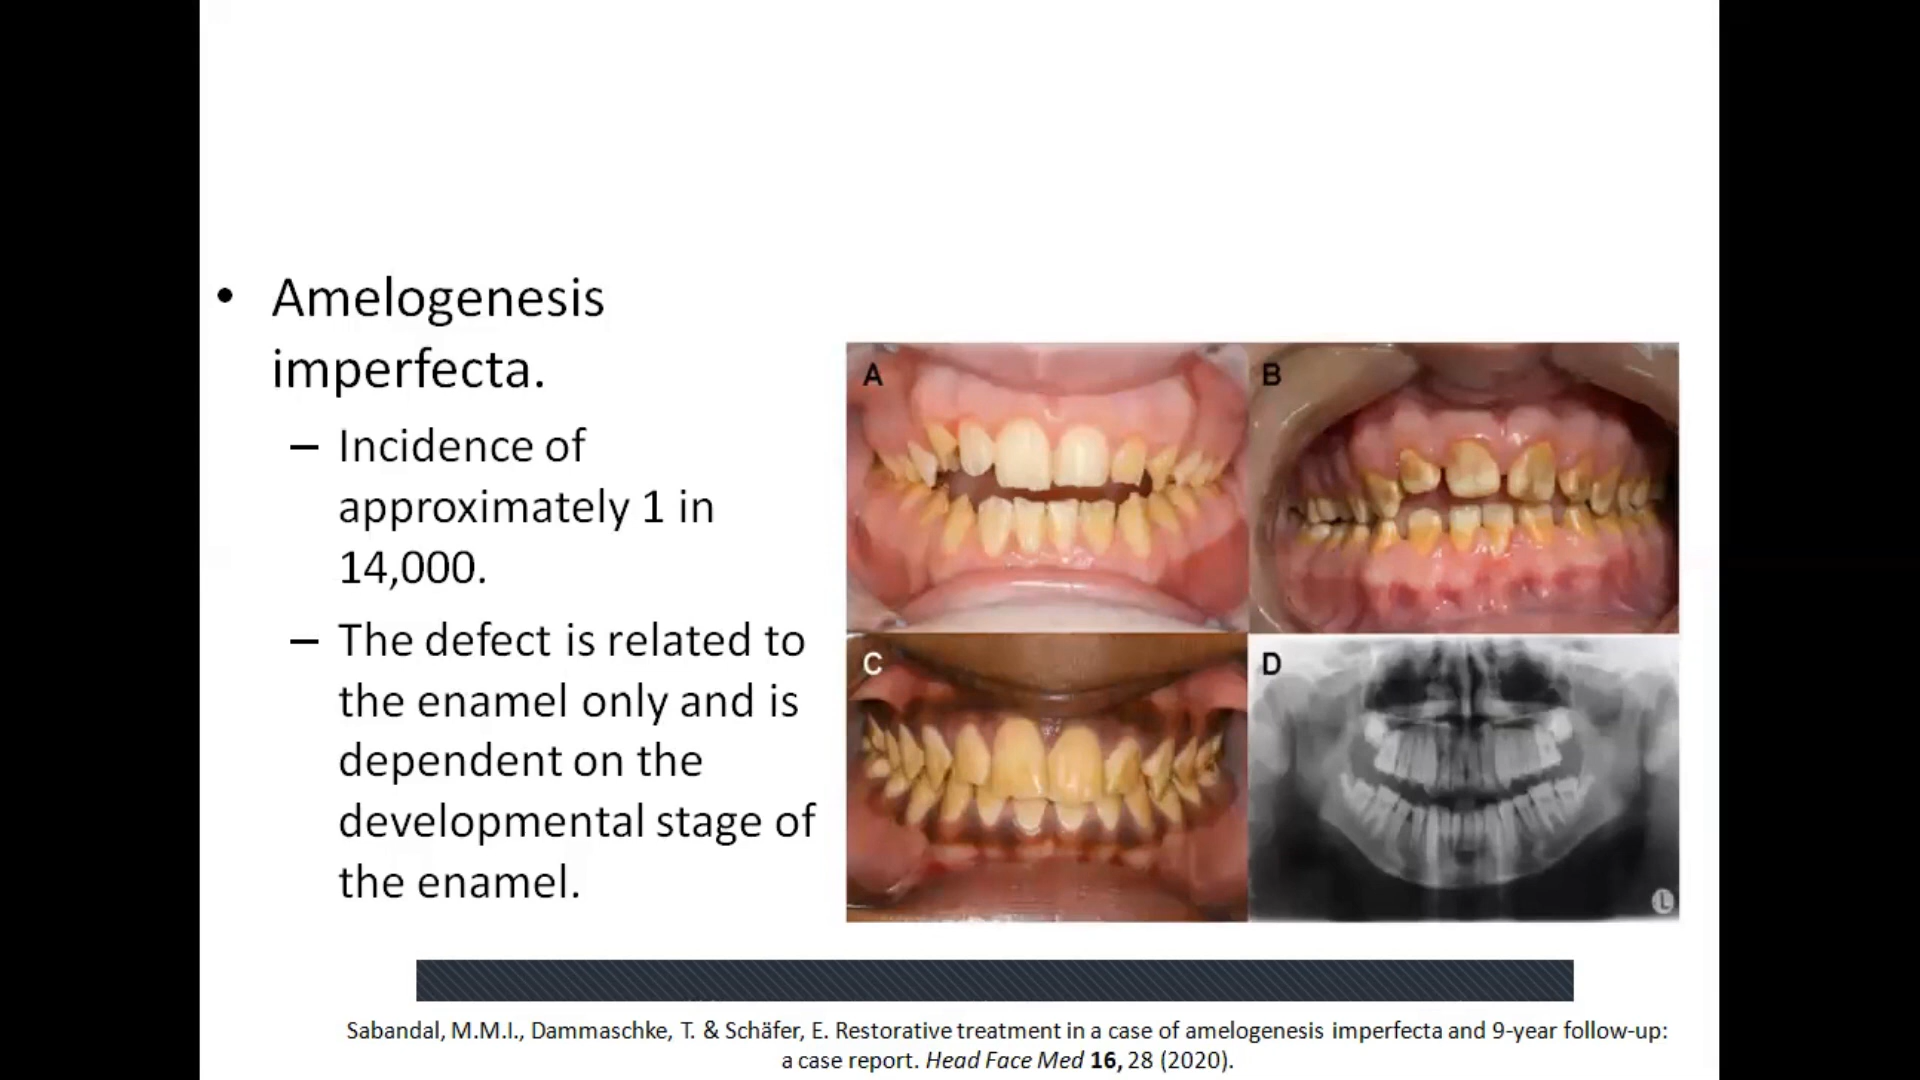 • Amelogenesis
imperfecta.
– Incidence of
approximately 1 in
14,000.
– The defect is related to
the enamel only and is
dependent on the
developmental stage of
the enamel.
A
B
C
D
L
Sabandal, M.M.I., Dammaschke, T. & Schäfer, E. Restorative treatment in a case of amelogenesis imperfecta and 9-year follow-up:
a case report. Head Face Med 16, 28 (2020).